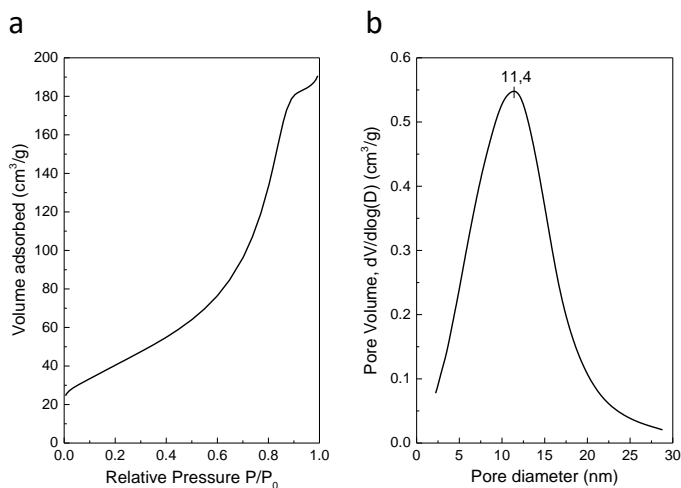 a
200
180
160
140
120
100
80
60
40
20
0
0.0 0.2 0.4 0.6 0.8 1.0
Volume adsorbed (cm³/g)
Relative Pressure P/P₀
b
11,4
0.6
0.5
0.4
0.3
0.2
0.1
0.0
0 5 10 15 20 25 30
Pore Volume, dV/dlog(D) (cm³/g)
Pore diameter (nm)